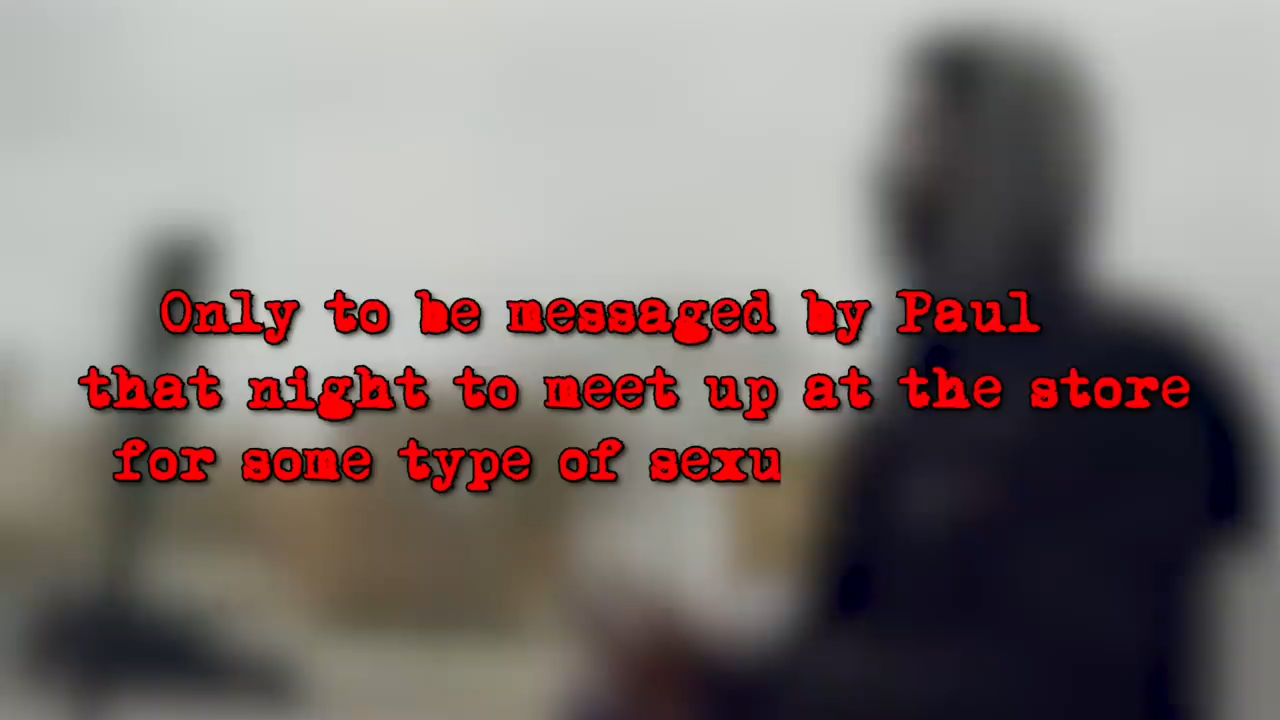 Only to be messaged by Paul
that night to meet up at the store
for some type of sexu